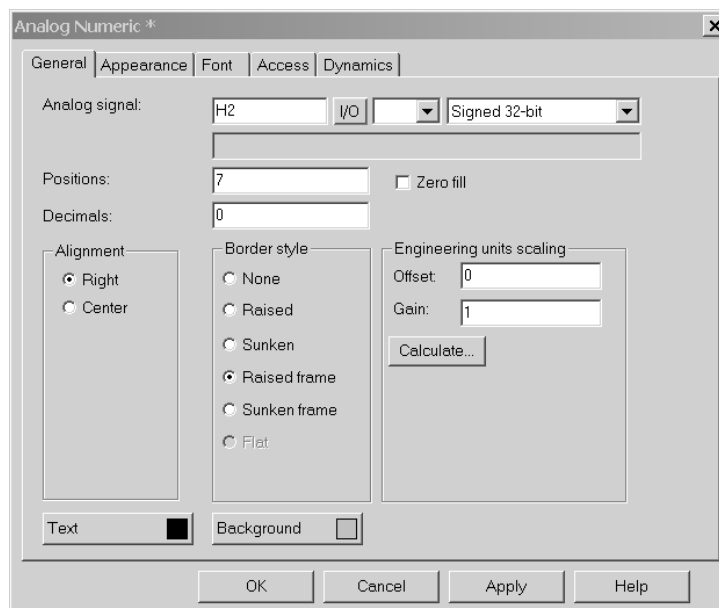 Analog Numeric *
General Appearance Font Access Dynamics
Analog signal: H2 I/O Signed 32-bit
Positions: 7 Zero fill
Decimals: 0
Alignment
Right
Center
Border style
None
Raised
Sunken
Raised frame
Sunken frame
Flat
Engineering units scaling
Offset: 0
Gain: 1
Calculate...
Text Background
OK Cancel Apply Help